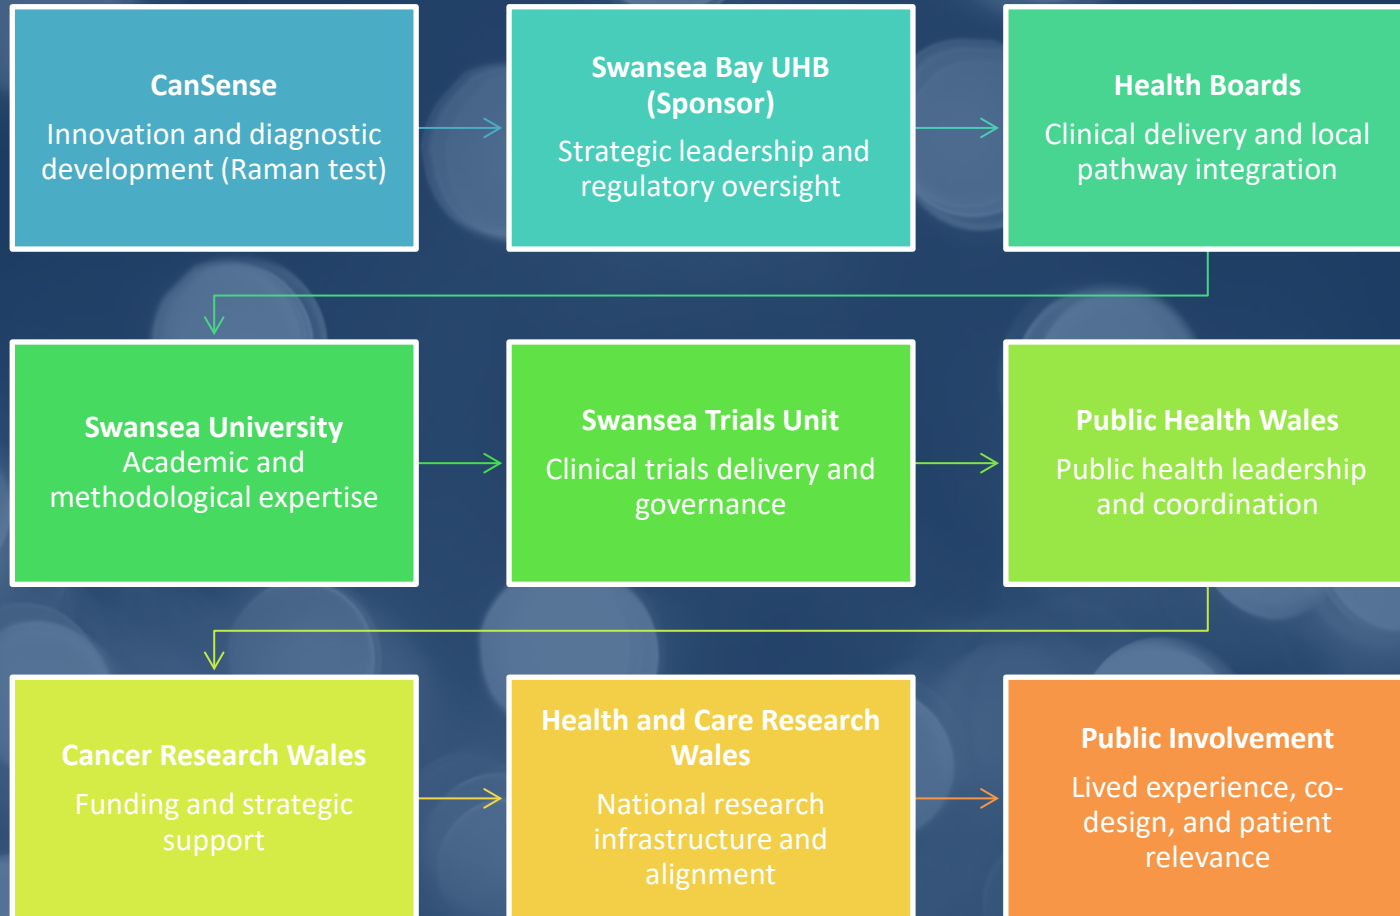 CanSense
Innovation and diagnostic
development (Raman test)
Swansea Bay UHB
(Sponsor)
Strategic leadership and
regulatory oversight
Health Boards
Clinical delivery and local
pathway integration
Swansea University
Academic and
methodological expertise
Swansea Trials Unit
Clinical trials delivery and
governance
Public Health Wales
Public health leadership
and coordination
Cancer Research Wales
Funding and strategic
support
Health and Care Research
Wales
National research
infrastructure and
alignment
Public Involvement
Lived experience, co-
design, and patient
relevance